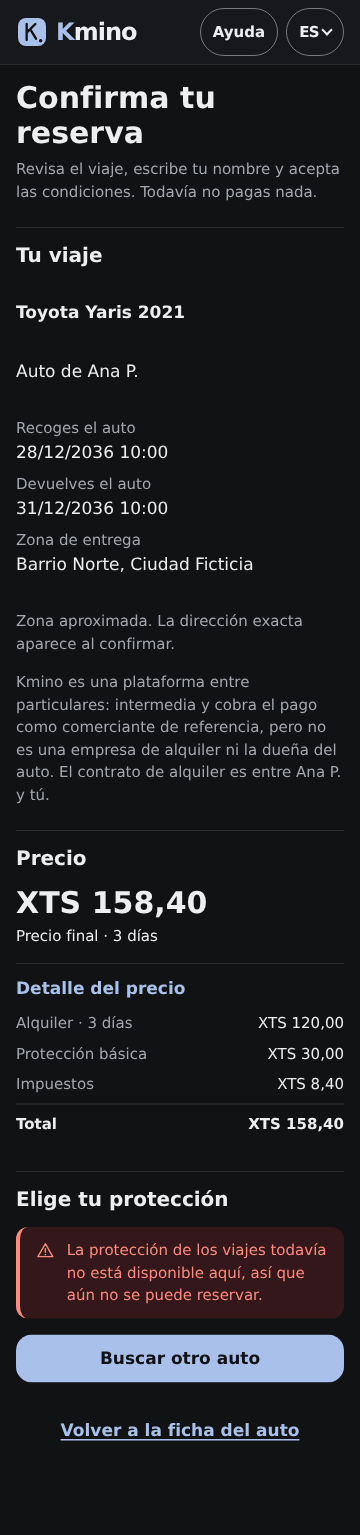 K. Kmino
Ayuda
ES
Confirma tu
reserva
Revisa el viaje, escribe tu nombre y acepta
las condiciones. Todavía no pagas nada.
Tu viaje
Toyota Yaris 2021
Auto de Ana P.
Recoges el auto
28/12/2036 10:00
Devuelves el auto
31/12/2036 10:00
Zona de entrega
Barrio Norte, Ciudad Ficticia
Zona aproximada. La dirección exacta
aparece al confirmar.
Kmino es una plataforma entre
particulares: intermedia y cobra el pago
como comerciante de referencia, pero no
es una empresa de alquiler ni la dueña del
auto. El contrato de alquiler es entre Ana P.
y tú.
Precio
XTS 158,40
Precio final · 3 días
Detalle del precio
Alquiler · 3 días XTS 120,00
Protección básica XTS 30,00
Impuestos XTS 8,40
Total XTS 158,40
Elige tu protección
La protección de los viajes todavía
no está disponible aquí, así que
aún no se puede reservar.
Buscar otro auto
Volver a la ficha del auto